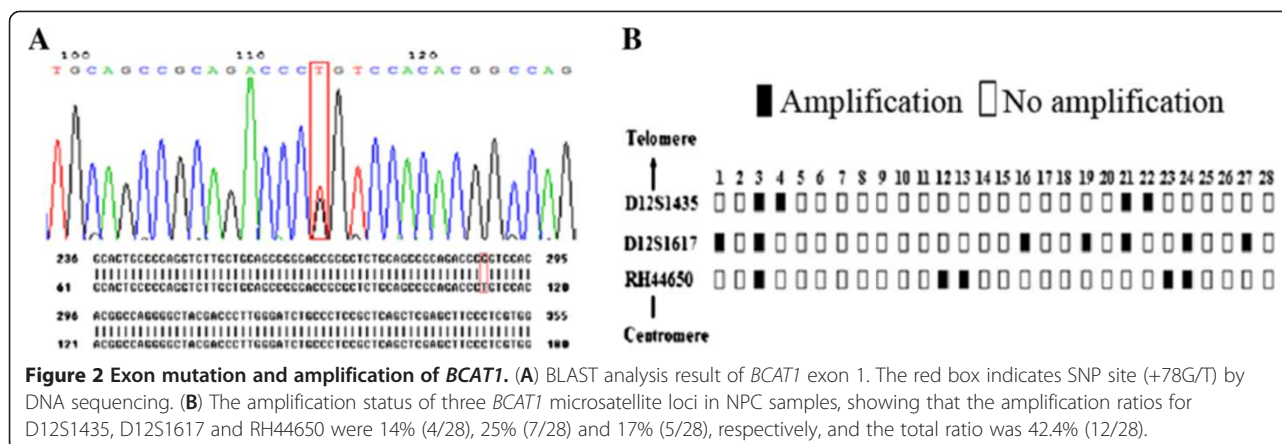 A
100 110 120
T G C A G C C G C A G A C C C T G T C C A C A C G G C C A G
236 GCACTGCCCCAGGTCTTGCTGCAGCCGGGACCGCGCTCTGCAGCCGCAGACCCGGTCCAC 295
61 GCACTGCCCCAGGTCTTGCTGCAGCCGGGACCGCGCTCTGCAGCCGCAGACCCTGTCCAC 120
296 ACGGCCAGGGGCTACGACCCTTGGGATCTGCCCTCCGCTCAGCTCGAGCTTCCCTCGTGG 355
121 ACGGCCAGGGGCTACGACCCTTGGGATCTGCCCTCCGCTCAGCTCGAGCTTCCCTCGTGG 180
B
Amplification No amplification
Telomere
1 2 3 4 5 6 7 8 9 10 11 12 13 14 15 16 17 18 19 20 21 22 23 24 25 26 27 28
D12S1435
D12S1617
RH44650
Centromere
Figure 2 Exon mutation and amplification of BCAT1. (A) BLAST analysis result of BCAT1 exon 1. The red box indicates SNP site (+78G/T) by
DNA sequencing. (B) The amplification status of three BCAT1 microsatellite loci in NPC samples, showing that the amplification ratios for
D12S1435, D12S1617 and RH44650 were 14% (4/28), 25% (7/28) and 17% (5/28), respectively, and the total ratio was 42.4% (12/28).